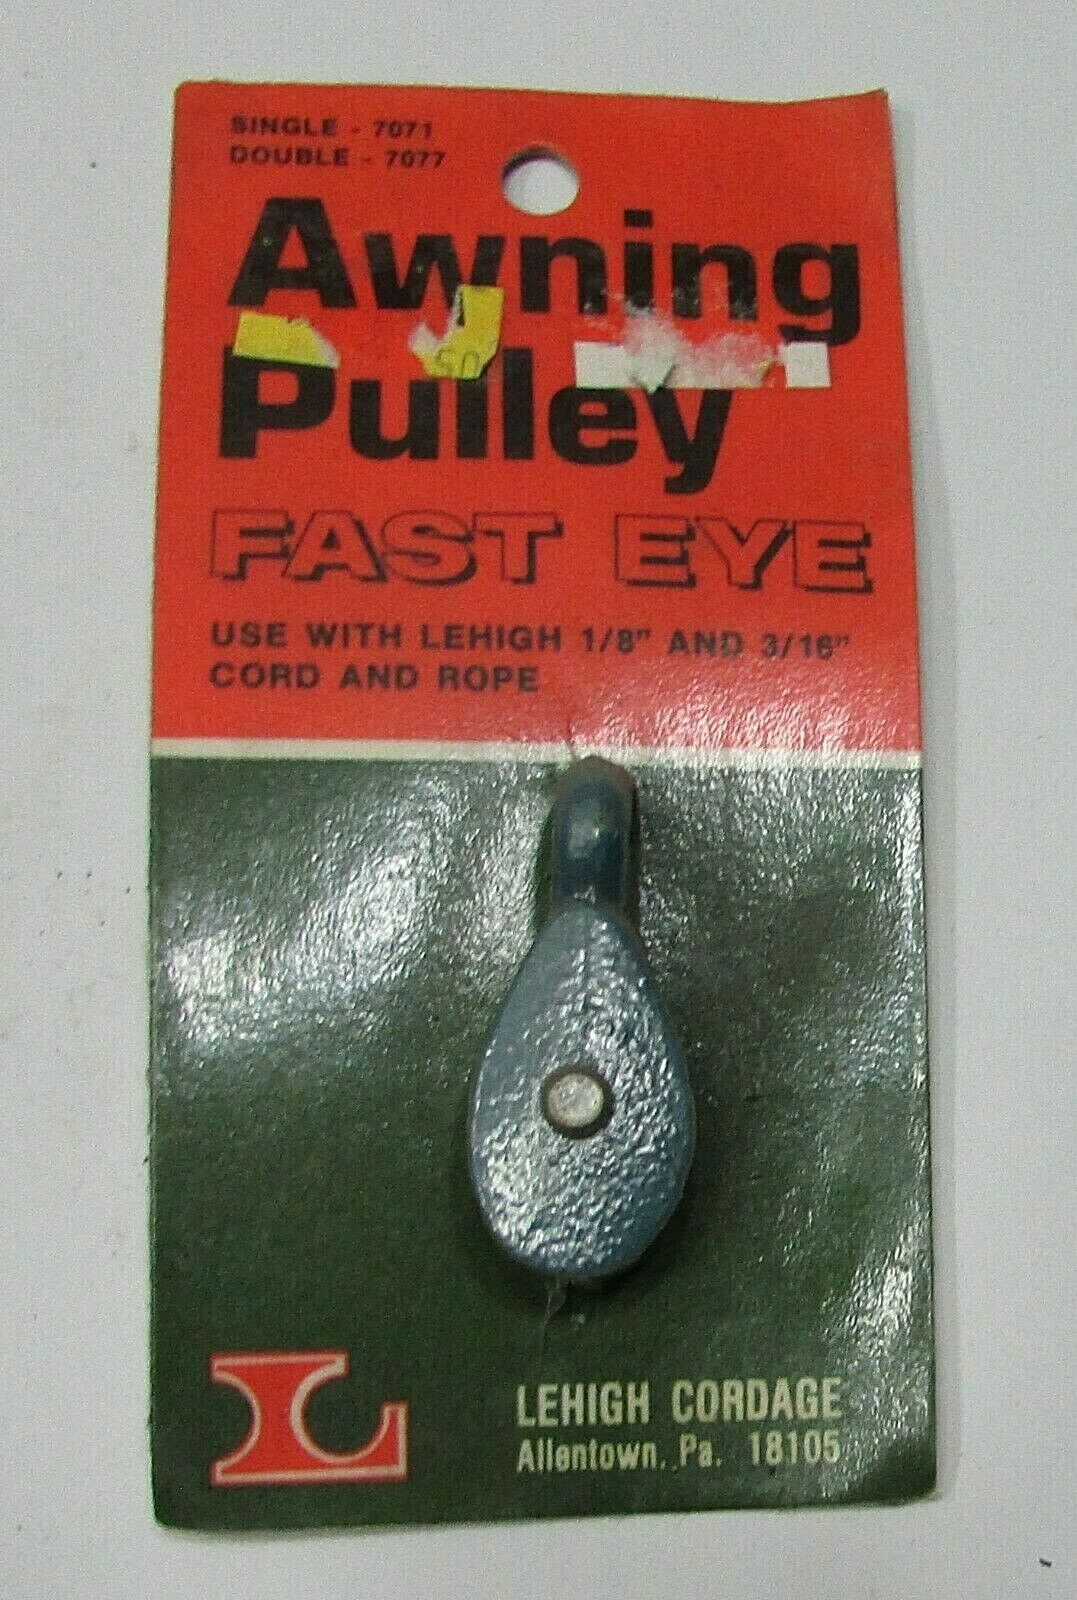 SINGLE - 7071
DOUBLE - 7077
Awning
Pulley
FAST EYE
USE WITH LEHIGH 1/8" AND 3/16"
CORD AND ROPE
L
LEHIGH CORDAGE
Allentown, Pa. 18105